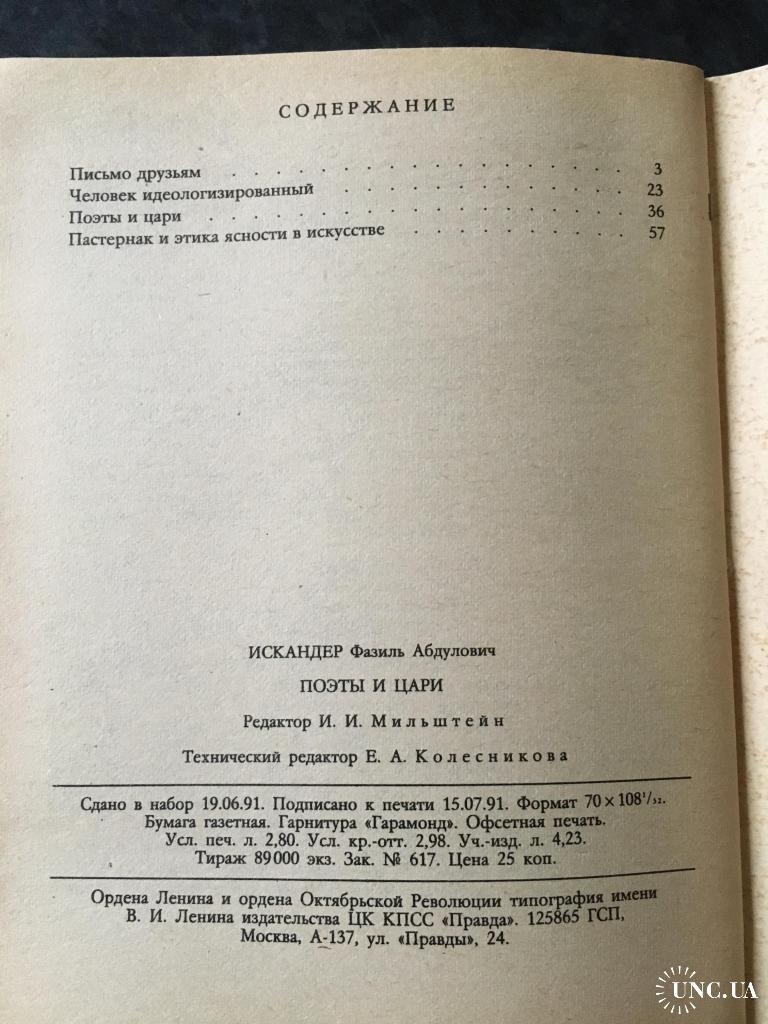 СОДЕРЖАНИЕ
Письмо друзьям . . . . . . . . . . . . . . . . . . 3
Человек идеологизированный . . . . . . . . . . . . . 23
Поэты и цари . . . . . . . . . . . . . . . . . . . 36
Пастернак и этика ясности в искусстве . . . . . . . . . . 57
ИСКАНДЕР Фазиль Абдулович
ПОЭТЫ И ЦАРИ
Редактор И. И. Мильштейн
Технический редактор Е. А. Колесникова
Сдано в набор 19.06.91. Подписано к печати 15.07.91. Формат 70×108¹/₃₂.
Бумага газетная. Гарнитура «Гарамонд». Офсетная печать.
Усл. печ. л. 2,80. Усл. кр.-отт. 2,98. Уч.-изд. л. 4,23.
Тираж 89000 экз. Зак. № 617. Цена 25 коп.
Ордена Ленина и ордена Октябрьской Революции типография имени
В. И. Ленина издательства ЦК КПСС «Правда». 125865 ГСП,
Москва, А-137, ул. «Правды», 24.
UNC.UA